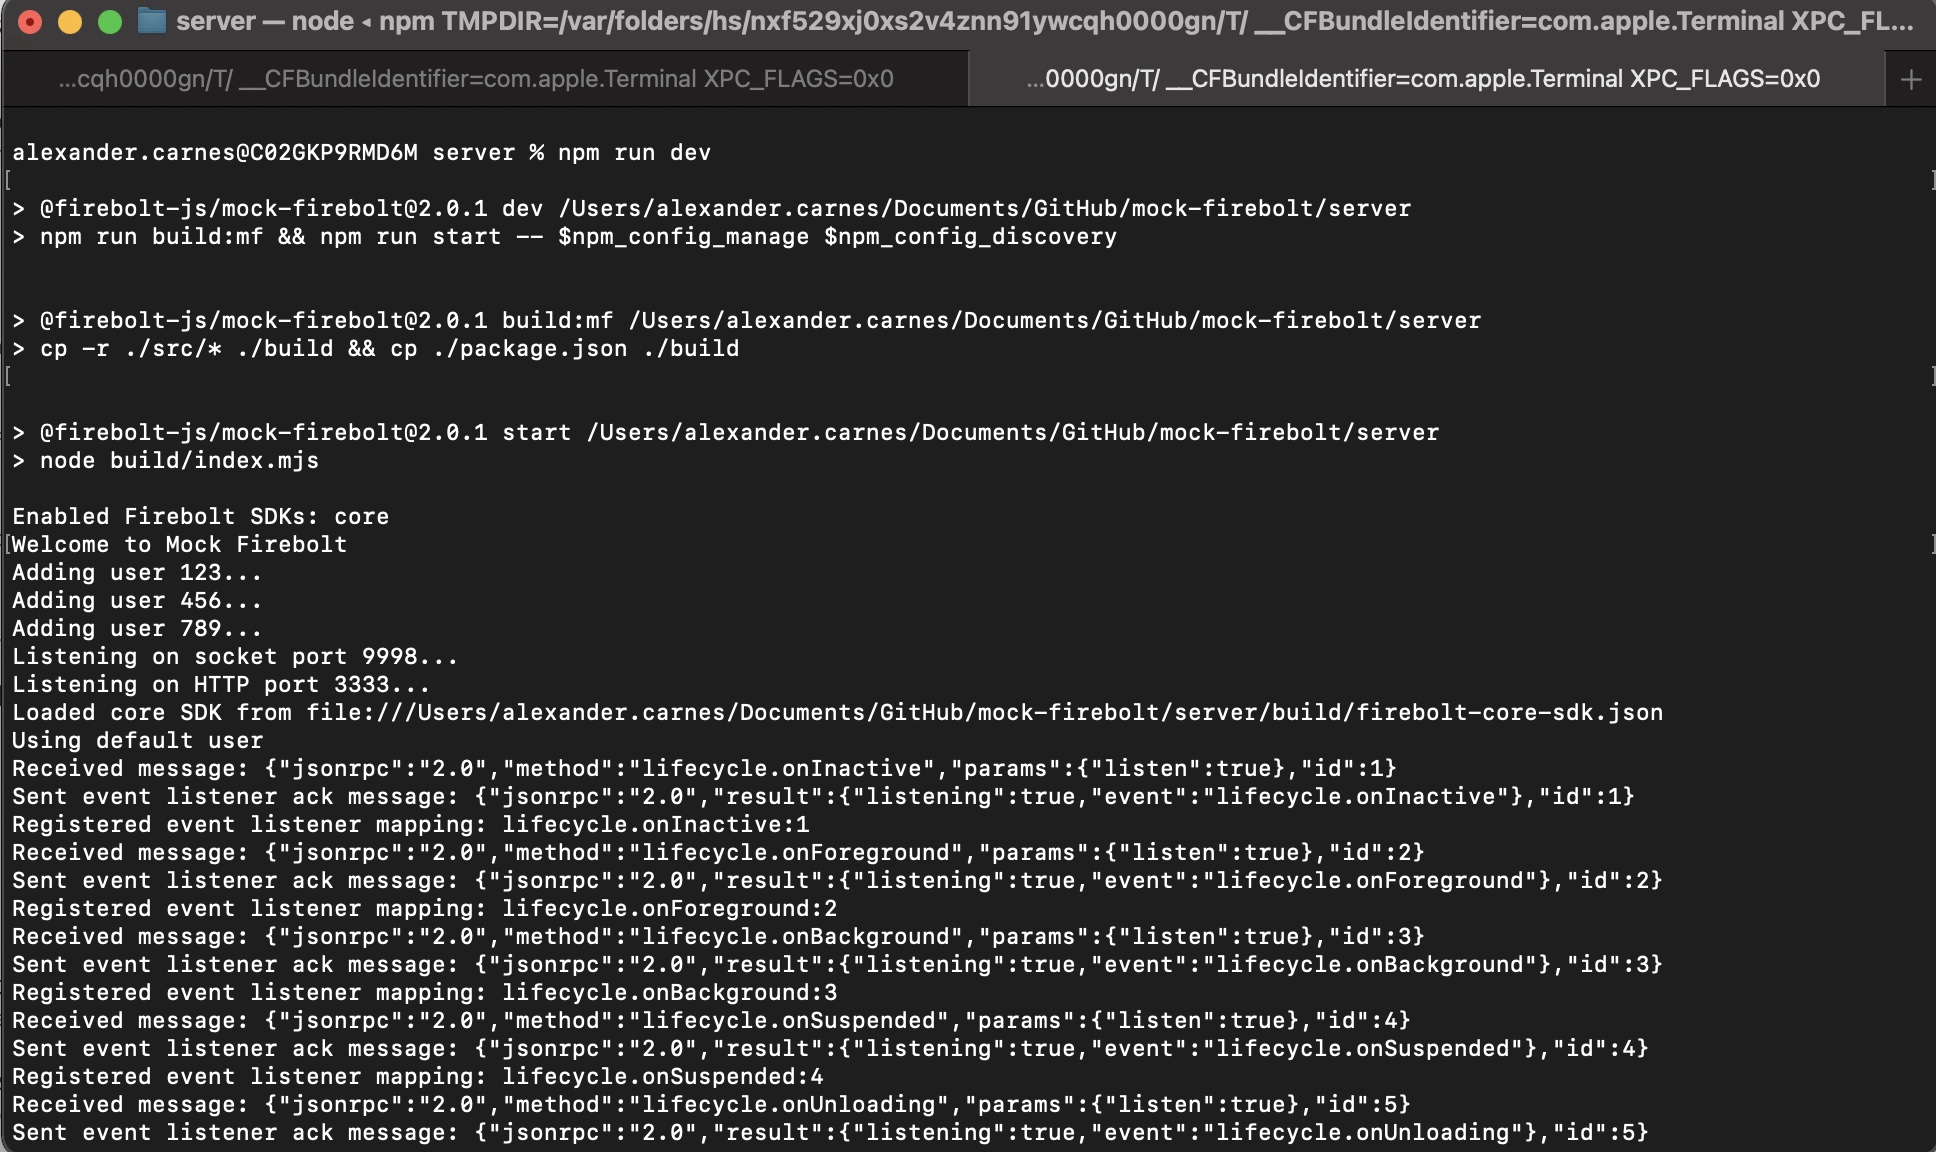 server — node ◂ npm TMPDIR=/var/folders/hs/nxf529xj0xs2v4znn91ywcqh0000gn/T/ __CFBundleIdentifier=com.apple.Terminal XPC_FL...
...cqh0000gn/T/ __CFBundleIdentifier=com.apple.Terminal XPC_FLAGS=0x0
...0000gn/T/ __CFBundleIdentifier=com.apple.Terminal XPC_FLAGS=0x0 +
alexander.carnes@C02GKP9RMD6M server % npm run dev
[ ]
> @firebolt-js/mock-firebolt@2.0.1 dev /Users/alexander.carnes/Documents/GitHub/mock-firebolt/server
> npm run build:mf && npm run start -- $npm_config_manage $npm_config_discovery
> @firebolt-js/mock-firebolt@2.0.1 build:mf /Users/alexander.carnes/Documents/GitHub/mock-firebolt/server
> cp -r ./src/* ./build && cp ./package.json ./build
[ ]
> @firebolt-js/mock-firebolt@2.0.1 start /Users/alexander.carnes/Documents/GitHub/mock-firebolt/server
> node build/index.mjs
Enabled Firebolt SDKs: core
[Welcome to Mock Firebolt ]
Adding user 123...
Adding user 456...
Adding user 789...
Listening on socket port 9998...
Listening on HTTP port 3333...
Loaded core SDK from file:///Users/alexander.carnes/Documents/GitHub/mock-firebolt/server/build/firebolt-core-sdk.json
Using default user
Received message: {"jsonrpc":"2.0","method":"lifecycle.onInactive","params":{"listen":true},"id":1}
Sent event listener ack message: {"jsonrpc":"2.0","result":{"listening":true,"event":"lifecycle.onInactive"},"id":1}
Registered event listener mapping: lifecycle.onInactive:1
Received message: {"jsonrpc":"2.0","method":"lifecycle.onForeground","params":{"listen":true},"id":2}
Sent event listener ack message: {"jsonrpc":"2.0","result":{"listening":true,"event":"lifecycle.onForeground"},"id":2}
Registered event listener mapping: lifecycle.onForeground:2
Received message: {"jsonrpc":"2.0","method":"lifecycle.onBackground","params":{"listen":true},"id":3}
Sent event listener ack message: {"jsonrpc":"2.0","result":{"listening":true,"event":"lifecycle.onBackground"},"id":3}
Registered event listener mapping: lifecycle.onBackground:3
Received message: {"jsonrpc":"2.0","method":"lifecycle.onSuspended","params":{"listen":true},"id":4}
Sent event listener ack message: {"jsonrpc":"2.0","result":{"listening":true,"event":"lifecycle.onSuspended"},"id":4}
Registered event listener mapping: lifecycle.onSuspended:4
Received message: {"jsonrpc":"2.0","method":"lifecycle.onUnloading","params":{"listen":true},"id":5}
Sent event listener ack message: {"jsonrpc":"2.0","result":{"listening":true,"event":"lifecycle.onUnloading"},"id":5}